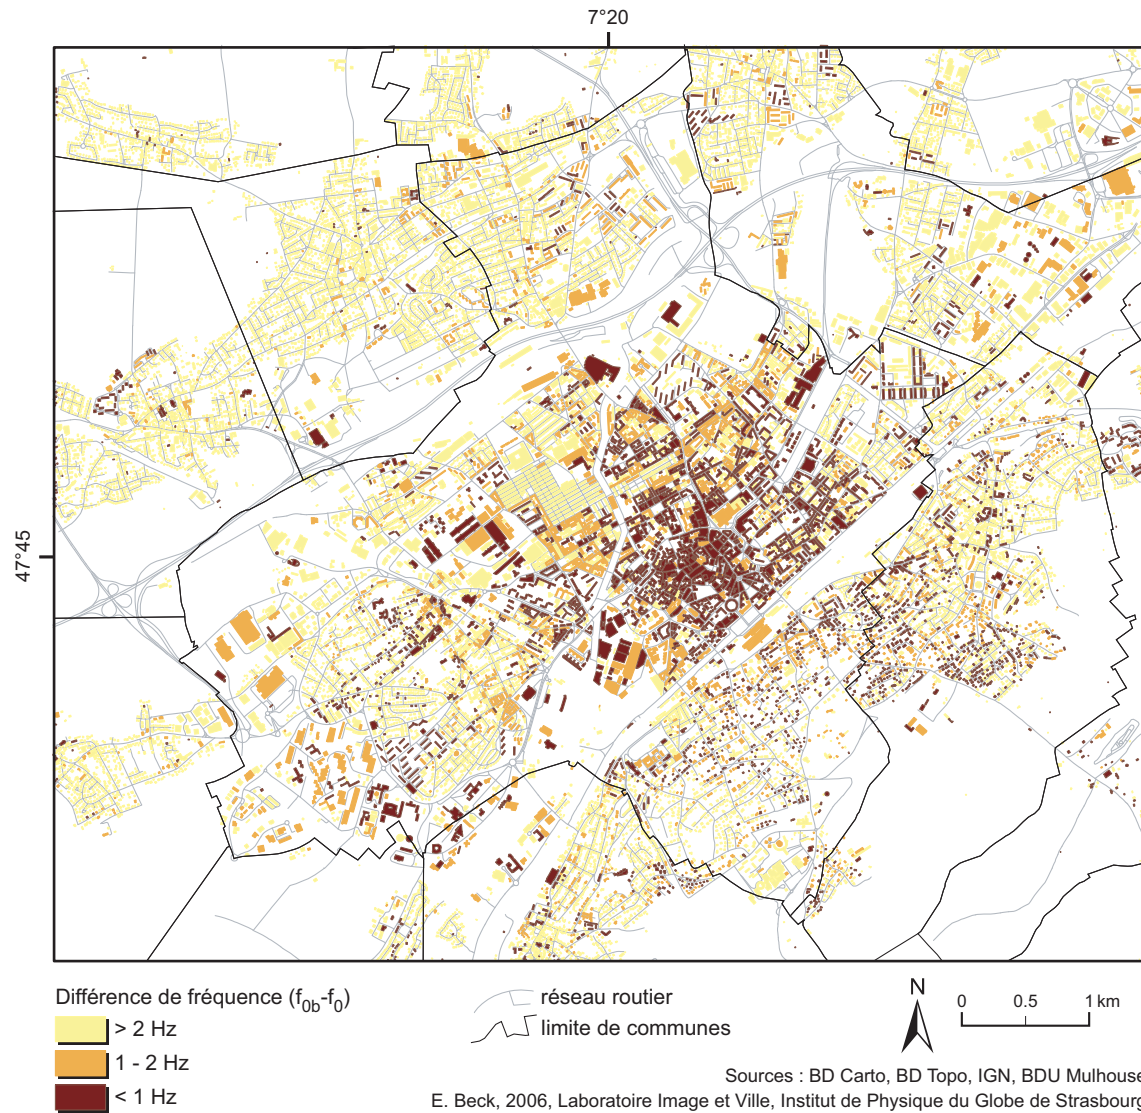 7°20
47°45
Différence de fréquence (f0b-f0)
> 2 Hz
1 - 2 Hz
< 1 Hz
réseau routier
limite de communes
N
0 0.5 1 km
Sources : BD Carto, BD Topo, IGN, BDU Mulhouse
E. Beck, 2006, Laboratoire Image et Ville, Institut de Physique du Globe de Strasbourg